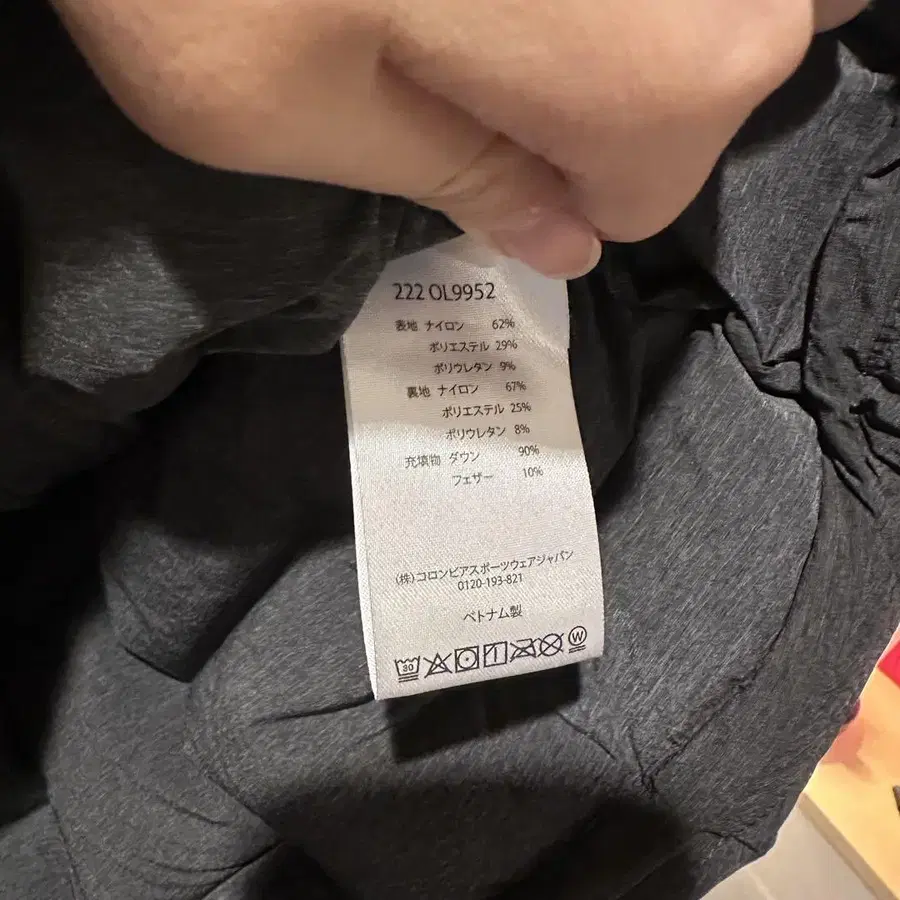 222 OL9952
表地 ナイロン 62%
ポリエステル 29%
ポリウレタン 9%
裏地 ナイロン 67%
ポリエステル 25%
ポリウレタン 8%
充填物 ダウン 90%
フェザー 10%
(株)コロンビアスポーツウェアジャパン
0120-193-821
ベトナム製
30 W